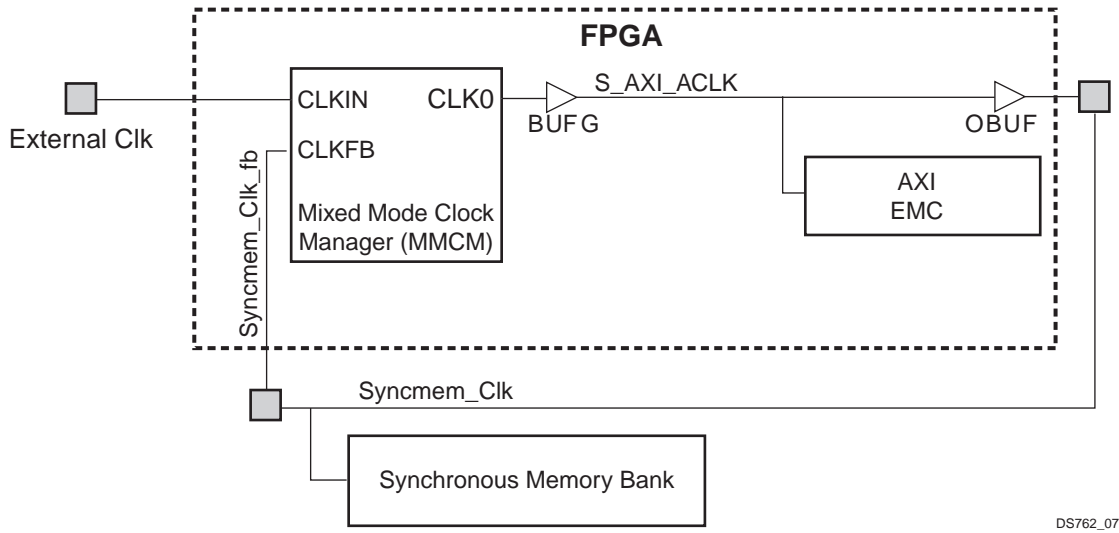 FPGA
S_AXI_ACLK
CLKIN
CLK0
BUFG
OBUF
External Clk
CLKFB
Syncmem_Clk_fb
Mixed Mode Clock
Manager (MMCM)
AXI
EMC
Syncmem_Clk
Synchronous Memory Bank
DS762_07